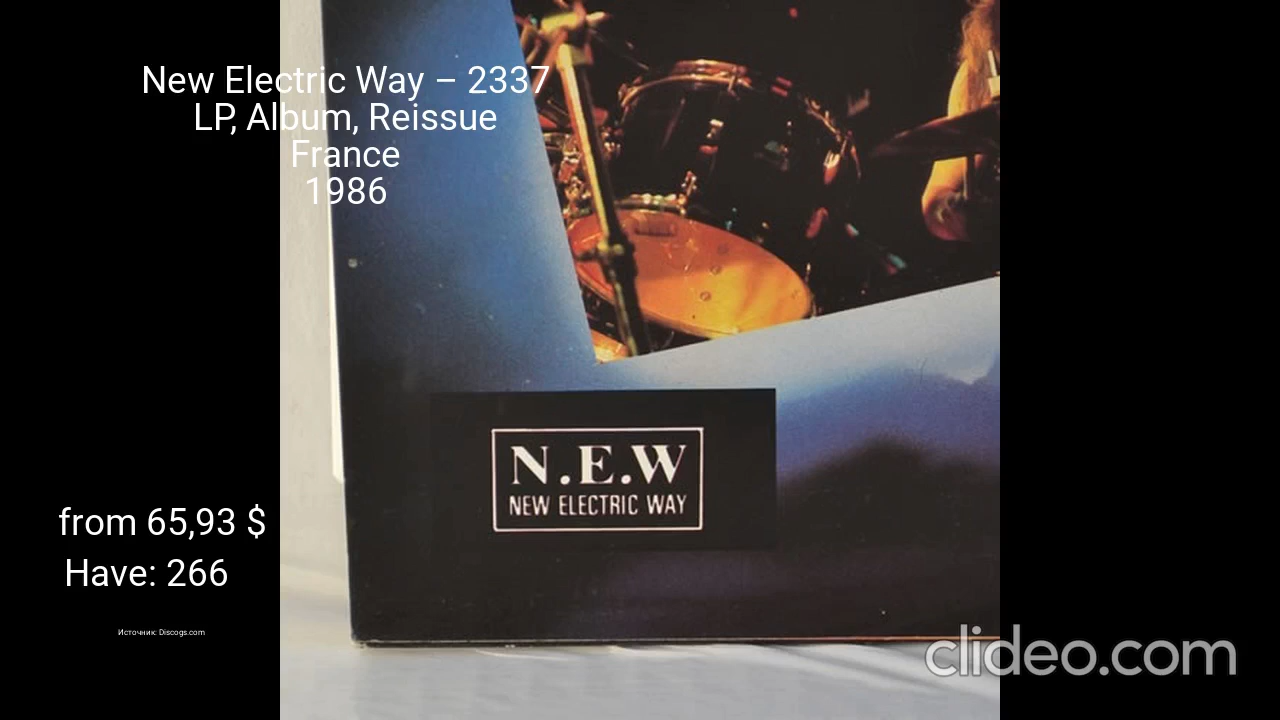 New Electric Way – 2337
LP, Album, Reissue
France
1986
N.E.W
NEW ELECTRIC WAY
from 65,93 $
Have: 266
Источник: Discogs.com
clideo.com